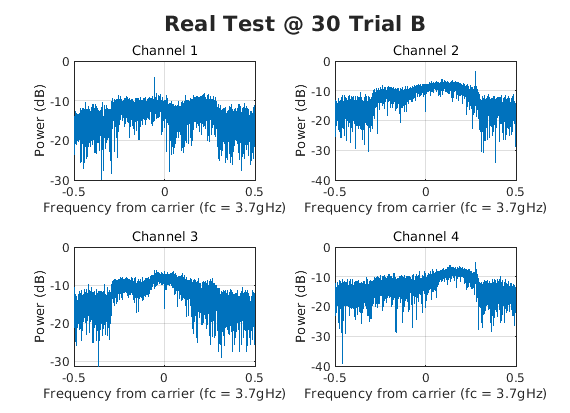 Real Test @ 30 Trial B
Channel 1
0
-10
-20
-30
Power (dB)
-0.5 0 0.5
Frequency from carrier (fc = 3.7gHz)
Channel 2
0
-10
-20
-30
-40
Power (dB)
-0.5 0 0.5
Frequency from carrier (fc = 3.7gHz)
Channel 3
0
-10
-20
-30
Power (dB)
-0.5 0 0.5
Frequency from carrier (fc = 3.7gHz)
Channel 4
0
-10
-20
-30
-40
Power (dB)
-0.5 0 0.5
Frequency from carrier (fc = 3.7gHz)